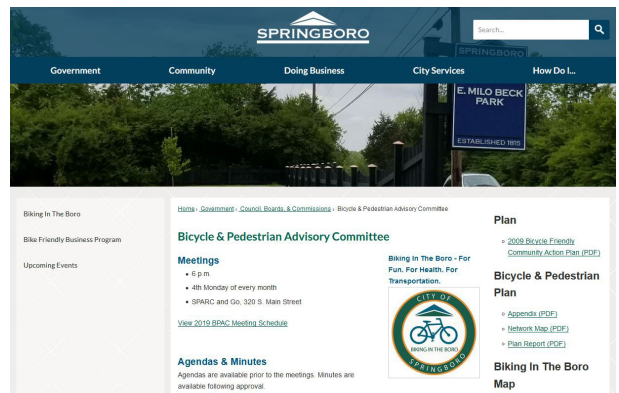 SPRINGBORO
Search...
SPRINGBORO
Government
Community
Doing Business
City Services
How Do I...
E. MILO BECK
PARK
ESTABLISHED 1815
Biking In The Boro
Bike Friendly Business Program
Upcoming Events
Home › Government › Council, Boards, & Commissions › Bicycle & Pedestrian Advisory Committee
Bicycle & Pedestrian Advisory Committee
Meetings
• 6 p.m.
• 4th Monday of every month
• SPARC and Go, 320 S. Main Street
View 2019 BPAC Meeting Schedule
Agendas & Minutes
Agendas are available prior to the meetings. Minutes are
available following approval.
Biking In The Boro - For
Fun. For Health. For
Transportation.
CITY OF
BIKING IN THE BORO
SPRINGBORO
Plan
2009 Bicycle Friendly
Community Action Plan (PDF)
Bicycle & Pedestrian
Plan
Appendix (PDF)
Network Map (PDF)
Plan Report (PDF)
Biking In The Boro
Map